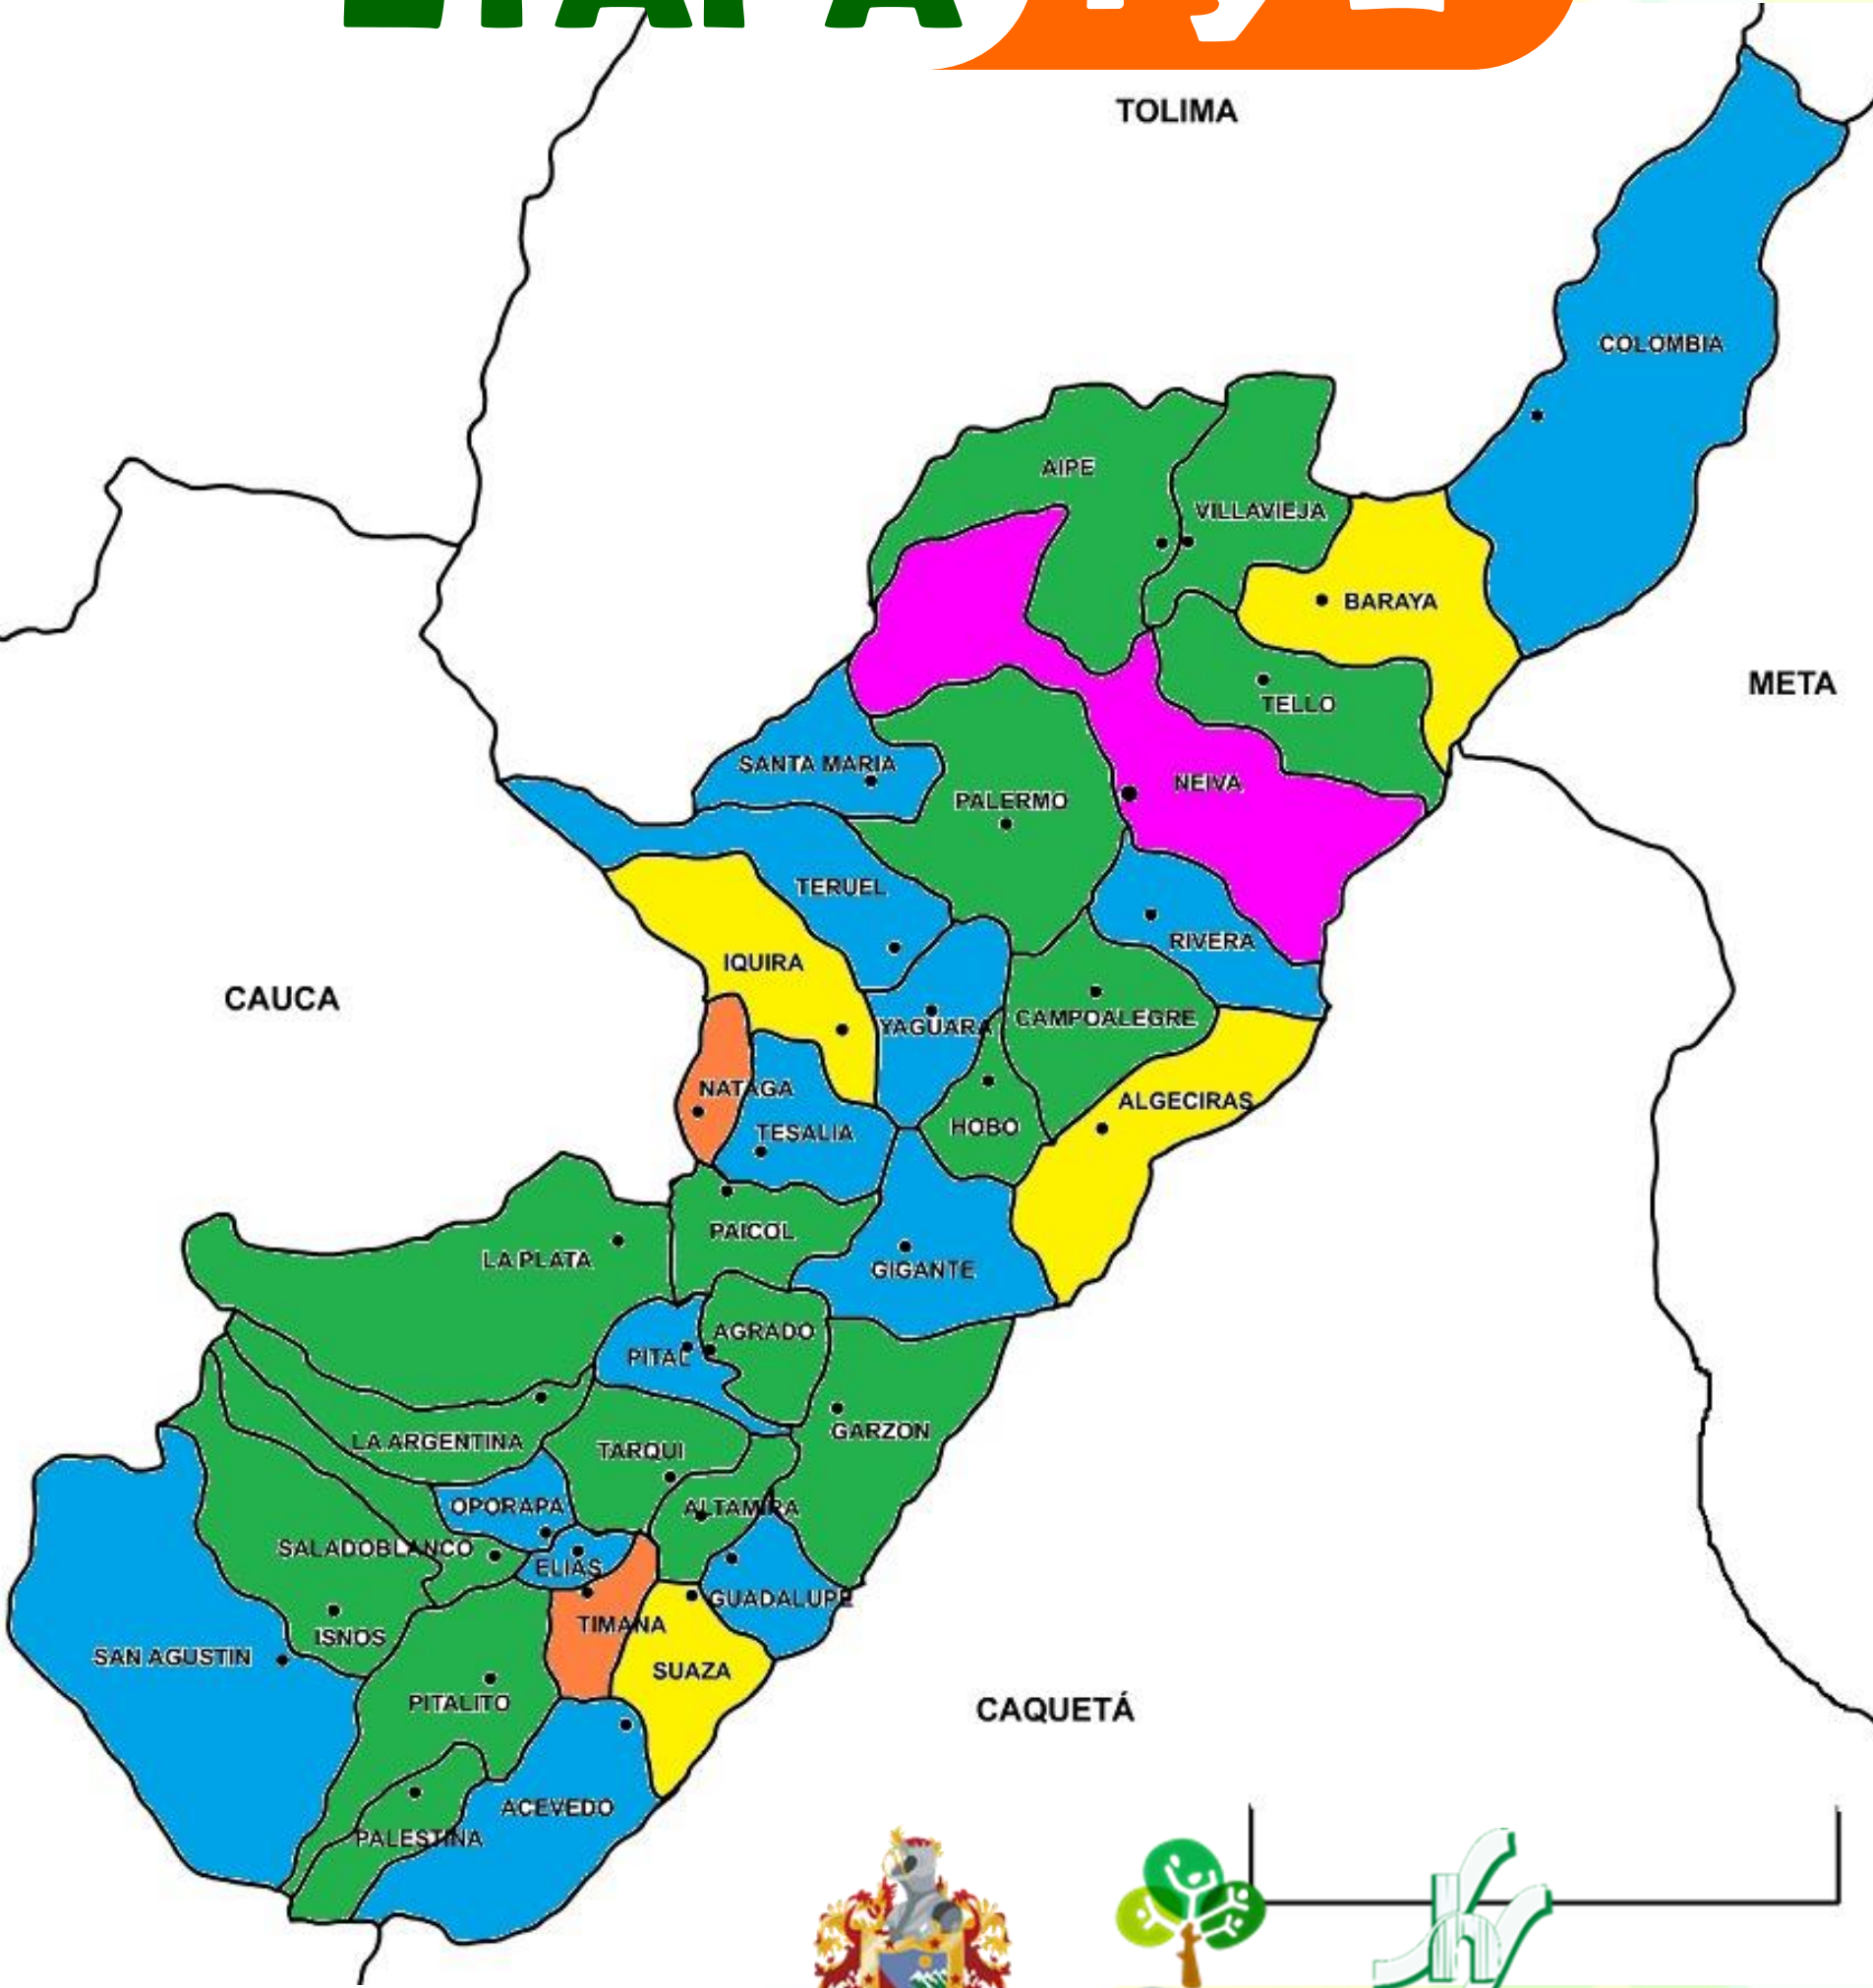 ETAPA
TOLIMA
COLOMBIA
AIPE
VILLAVIEJA
BARAYA
META
TELLO
SANTA MARIA
NEIVA
PALERMO
TERUEL
RIVERA
IQUIRA
CAUCA
YAGUARA
CAMPOALEGRE
NATAGA
ALGECIRAS
HOBO
TESALIA
PAICOL
LA PLATA
GIGANTE
AGRADO
PITAL
GARZON
LA ARGENTINA
TARQUI
OPORAPA
ALTAMIRA
SALADOBLANCO
ELIAS
GUADALUPE
TIMANA
ISNOS
SAN AGUSTIN
SUAZA
PITALITO
CAQUETÁ
ACEVEDO
PALESTINA